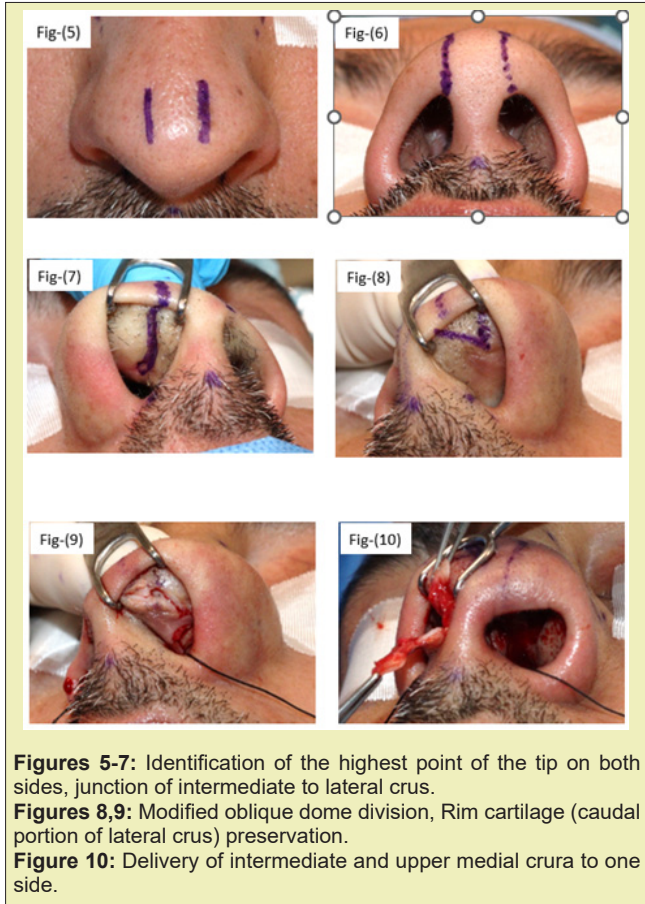 Fig-(5)
Fig-(6)
Fig-(7)
Fig-(8)
Fig-(9)
Fig-(10)
Figures 5-7: Identification of the highest point of the tip on both
sides, junction of intermediate to lateral crus.
Figures 8,9: Modified oblique dome division, Rim cartilage (caudal
portion of lateral crus) preservation.
Figure 10: Delivery of intermediate and upper medial crura to one
side.